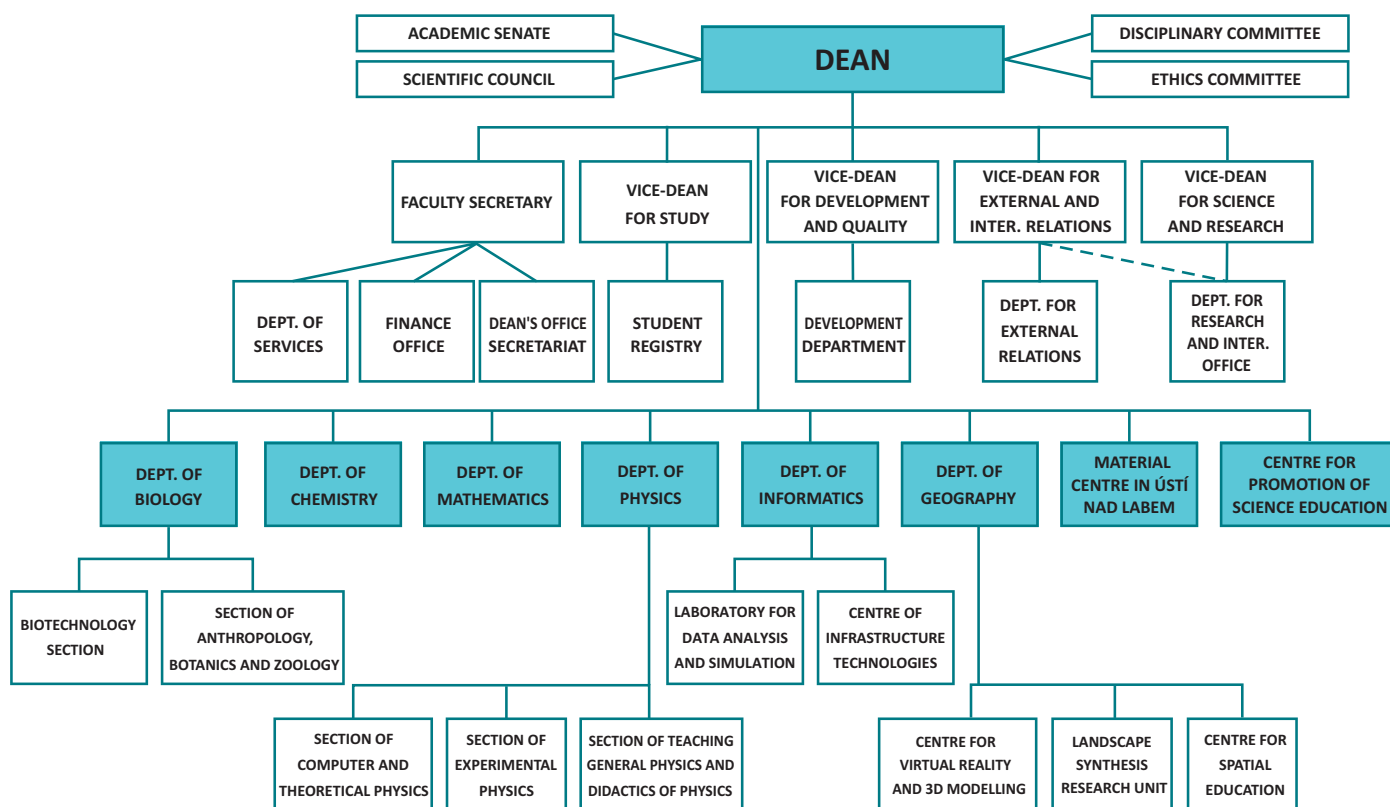 ACADEMIC SENATE
SCIENTIFIC COUNCIL
DEAN
DISCIPLINARY COMMITTEE
ETHICS COMMITTEE
FACULTY SECRETARY
VICE-DEAN
FOR STUDY
VICE-DEAN
FOR DEVELOPMENT
AND QUALITY
VICE-DEAN FOR
EXTERNAL AND
INTER. RELATIONS
VICE-DEAN
FOR SCIENCE
AND RESEARCH
DEPT. OF
SERVICES
FINANCE
OFFICE
DEAN'S OFFICE
SECRETARIAT
STUDENT
REGISTRY
DEVELOPMENT
DEPARTMENT
DEPT. FOR
EXTERNAL
RELATIONS
DEPT. FOR
RESEARCH
AND INTER.
OFFICE
DEPT. OF
BIOLOGY
DEPT. OF
CHEMISTRY
DEPT. OF
MATHEMATICS
DEPT. OF
PHYSICS
DEPT. OF
INFORMATICS
DEPT. OF
GEOGRAPHY
MATERIAL
CENTRE IN ÚSTÍ
NAD LABEM
CENTRE FOR
PROMOTION OF
SCIENCE EDUCATION
BIOTECHNOLOGY
SECTION
SECTION OF
ANTHROPOLOGY,
BOTANICS AND ZOOLOGY
LABORATORY FOR
DATA ANALYSIS
AND SIMULATION
CENTRE OF
INFRASTRUCTURE
TECHNOLOGIES
SECTION OF
COMPUTER AND
THEORETICAL PHYSICS
SECTION OF
EXPERIMENTAL
PHYSICS
SECTION OF TEACHING
GENERAL PHYSICS AND
DIDACTICS OF PHYSICS
CENTRE FOR
VIRTUAL REALITY
AND 3D MODELLING
LANDSCAPE
SYNTHESIS
RESEARCH UNIT
CENTRE FOR
SPATIAL
EDUCATION